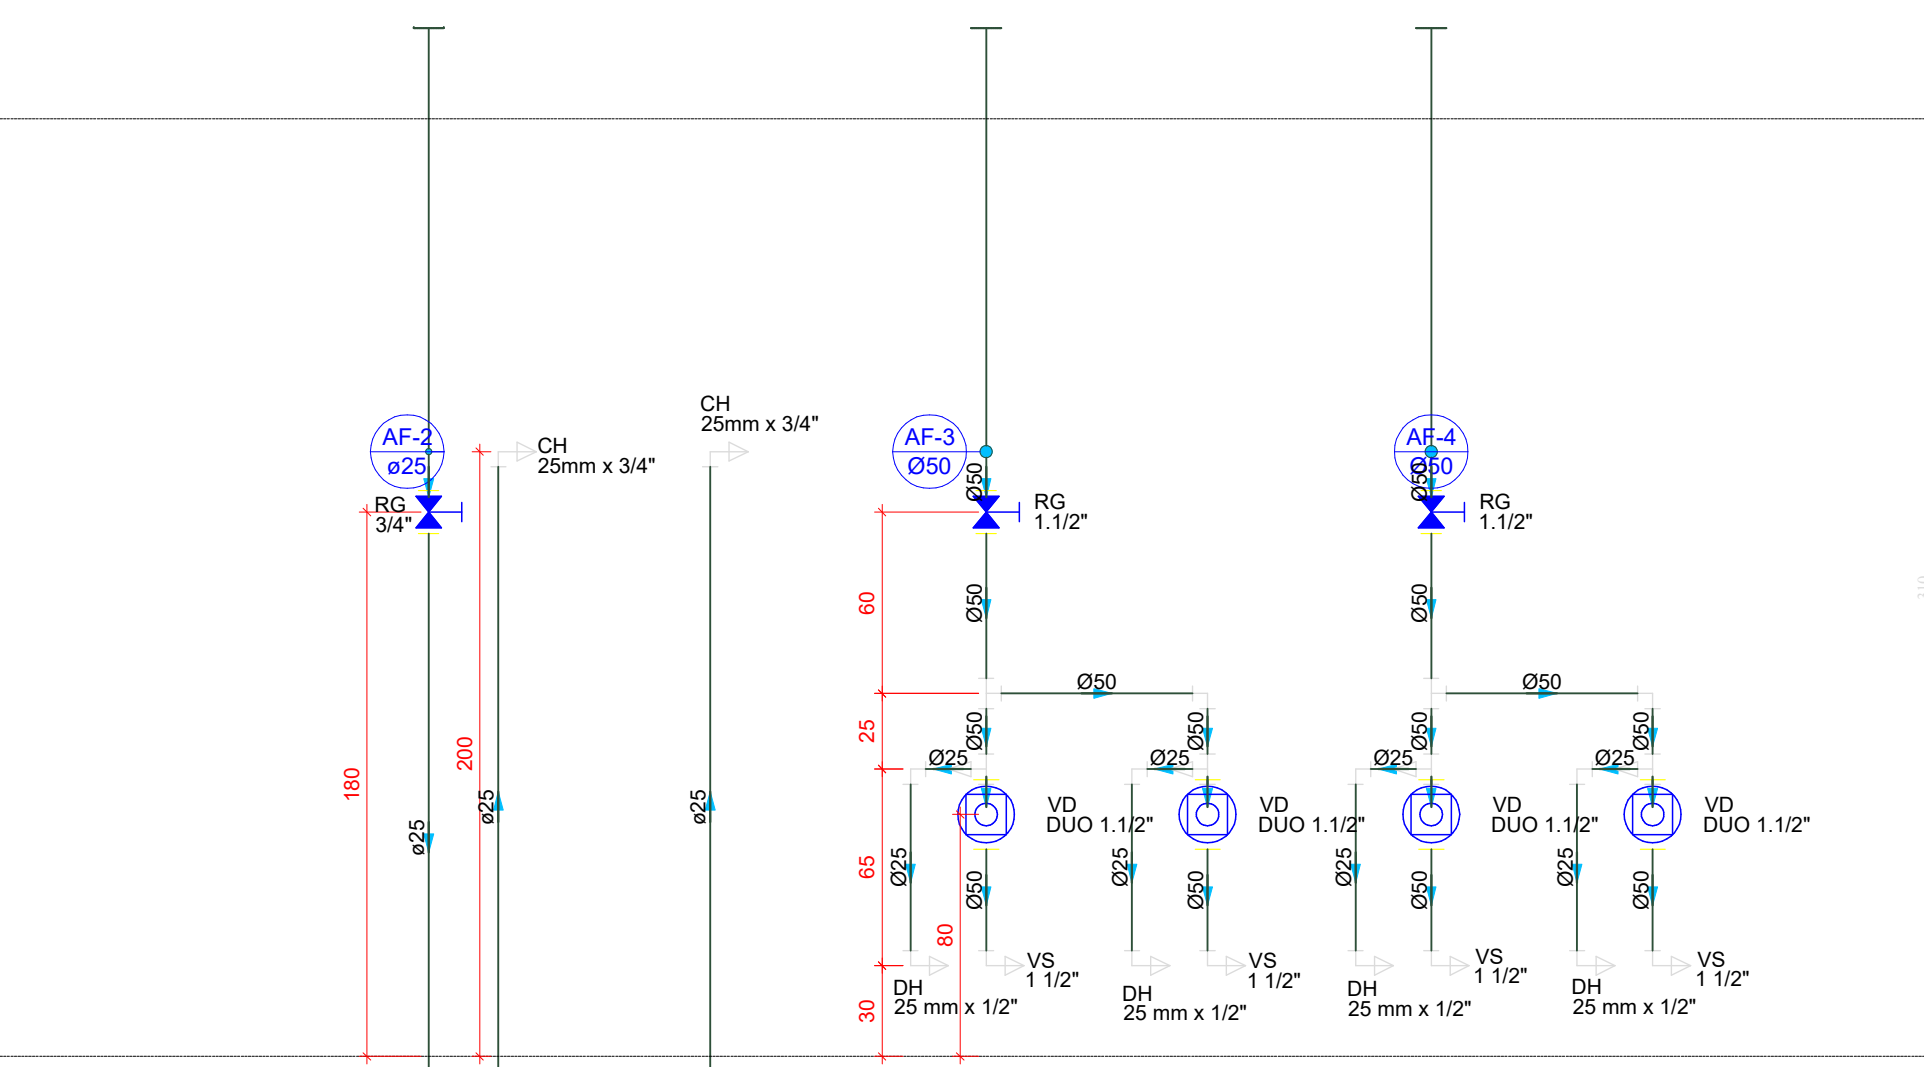 CH
25mm x 3/4"
AF-2
ø25
CH
25mm x 3/4"
AF-3
Ø50
AF-4
Ø50
RG
3/4"
Ø50
RG
1.1/2"
Ø50
RG
1.1/2"
60
Ø50
Ø50
310
Ø50
Ø50
180
200
25
Ø50
Ø50
Ø50
Ø50
Ø25
Ø25
Ø25
Ø25
ø25
ø25
ø25
VD
DUO 1.1/2"
VD
DUO 1.1/2"
VD
DUO 1.1/2"
VD
DUO 1.1/2"
65
Ø25
Ø50
Ø25
Ø50
Ø25
Ø50
Ø25
Ø50
80
VS
1 1/2"
VS
1 1/2"
VS
1 1/2"
VS
1 1/2"
30
DH
25 mm x 1/2"
DH
25 mm x 1/2"
DH
25 mm x 1/2"
DH
25 mm x 1/2"